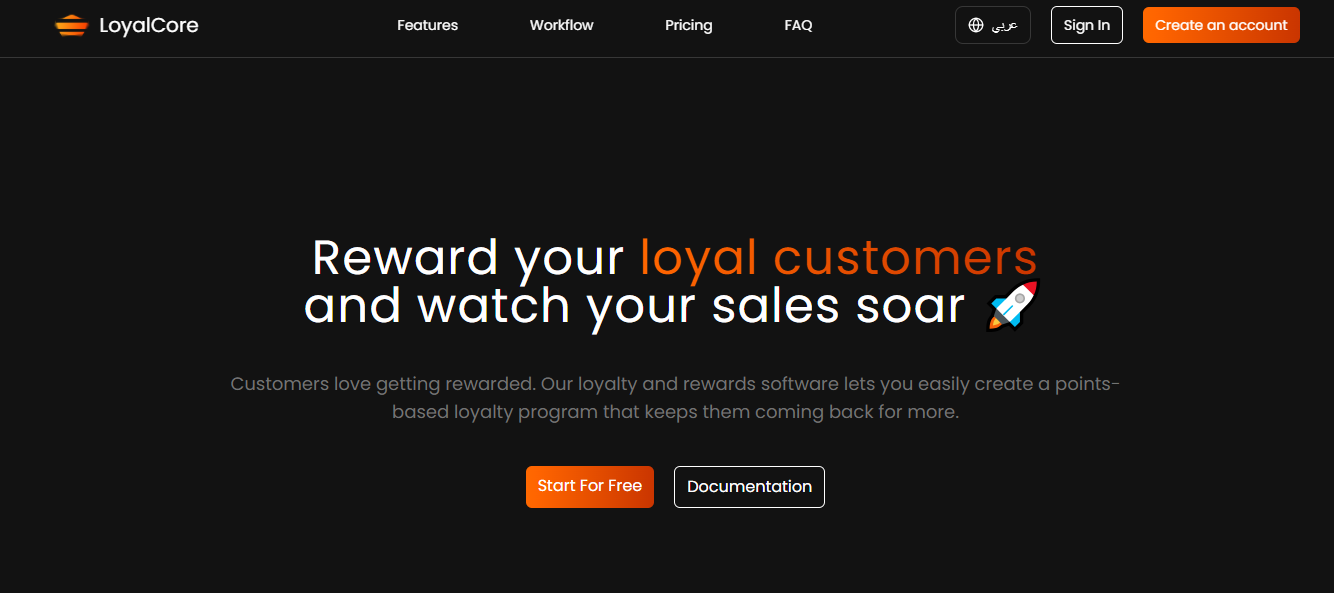 LoyalCore
Features
Workflow
Pricing
FAQ
عربي
Sign In
Create an account
Reward your loyal customers
and watch your sales soar 🚀
Customers love getting rewarded. Our loyalty and rewards software lets you easily create a points-
based loyalty program that keeps them coming back for more.
Start For Free
Documentation